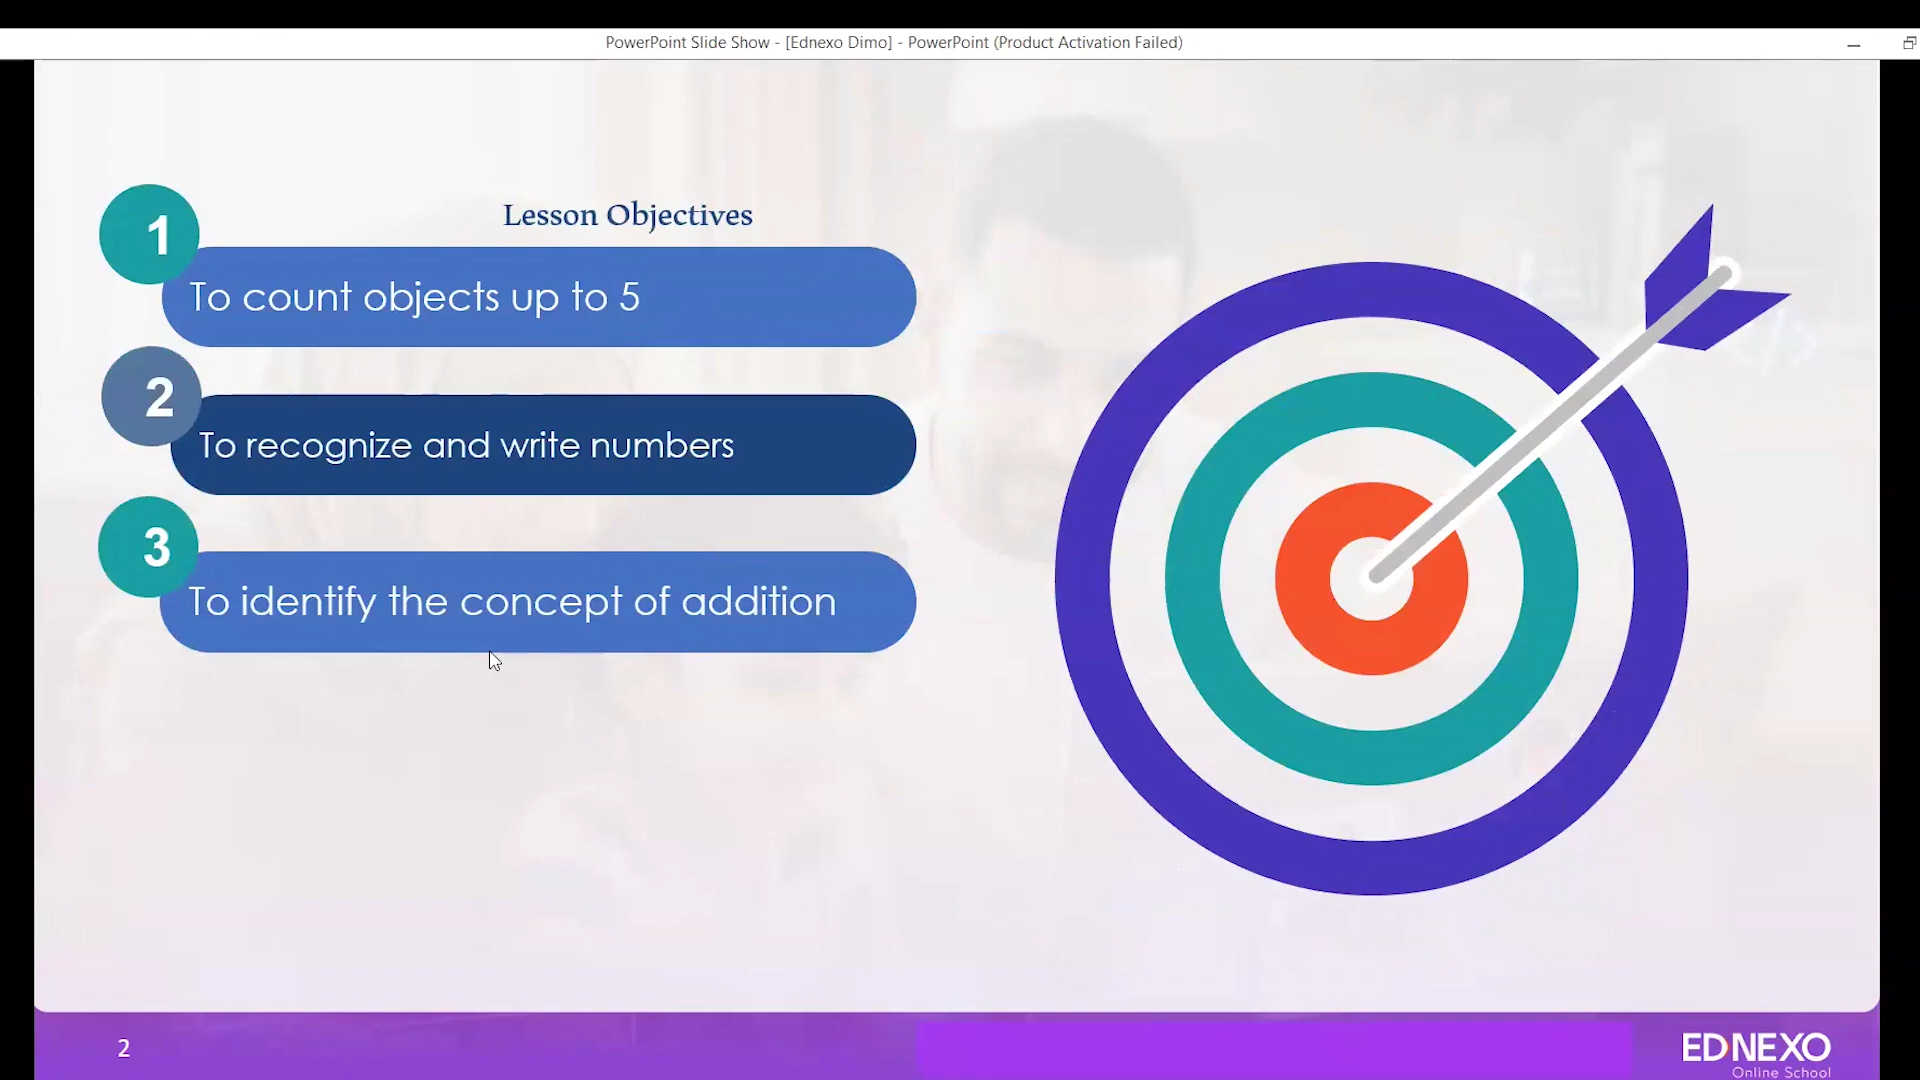 PowerPoint Slide Show - [Ednexo Dimo] - PowerPoint (Product Activation Failed)
Lesson Objectives
1
To count objects up to 5
2
To recognize and write numbers
3
To identify the concept of addition
2
EDNEXO
Online School